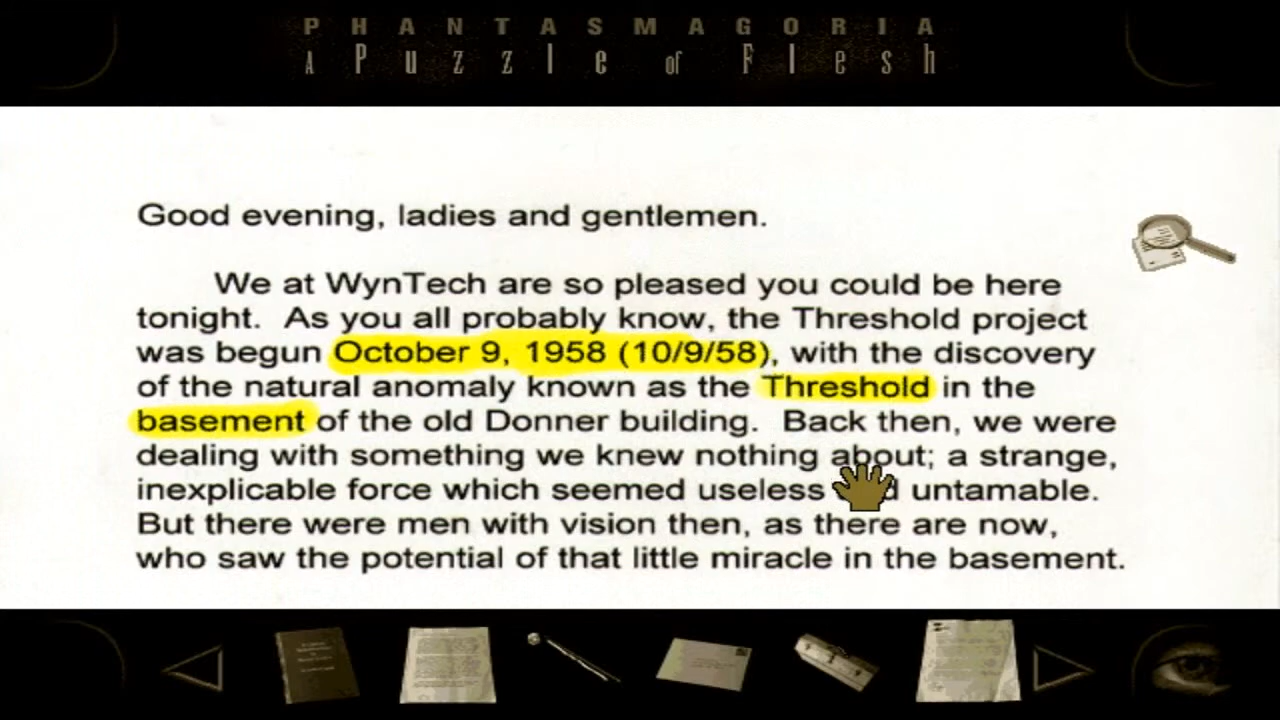 PHANTASMAGORIA
A Puzzle of Flesh
Good evening, ladies and gentlemen.
We at WynTech are so pleased you could be here
tonight. As you all probably know, the Threshold project
was begun October 9, 1958 (10/9/58), with the discovery
of the natural anomaly known as the Threshold in the
basement of the old Donner building. Back then, we were
dealing with something we knew nothing about; a strange,
inexplicable force which seemed useless untamable.
But there were men with vision then, as there are now,
who saw the potential of that little miracle in the basement.